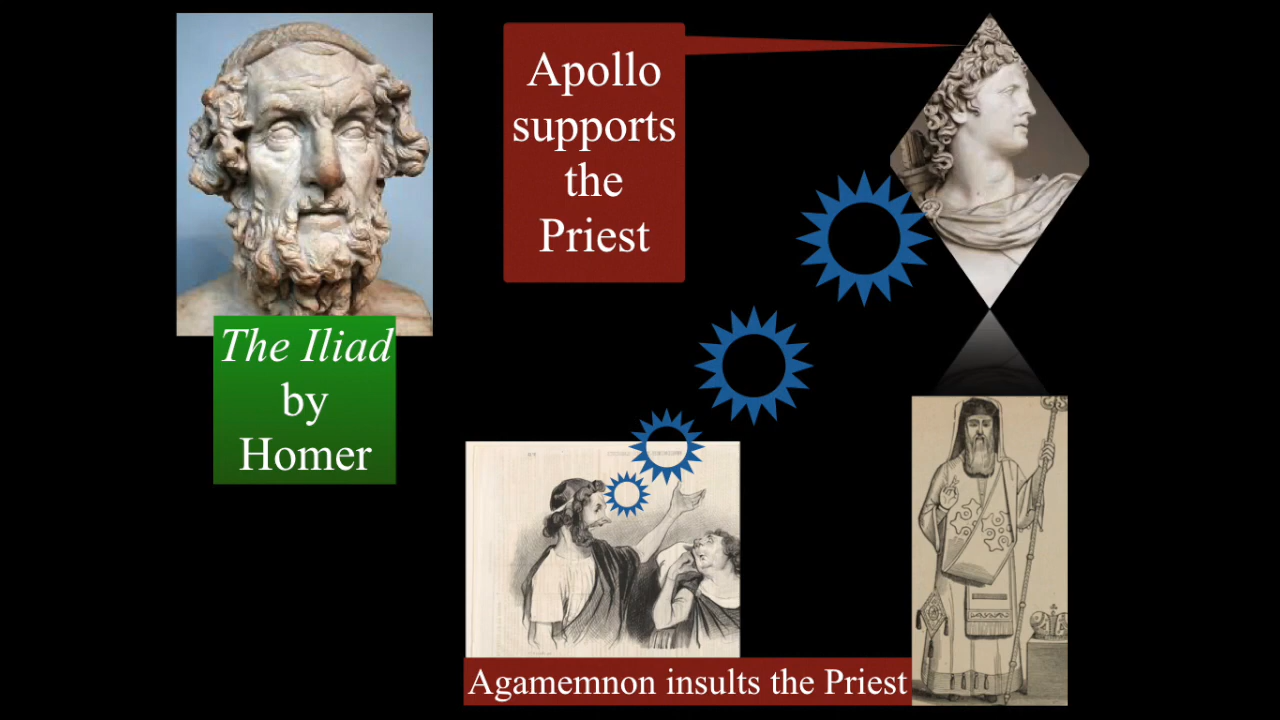 The Iliad
by
Homer
Apollo
supports
the
Priest
Agamemnon insults the Priest